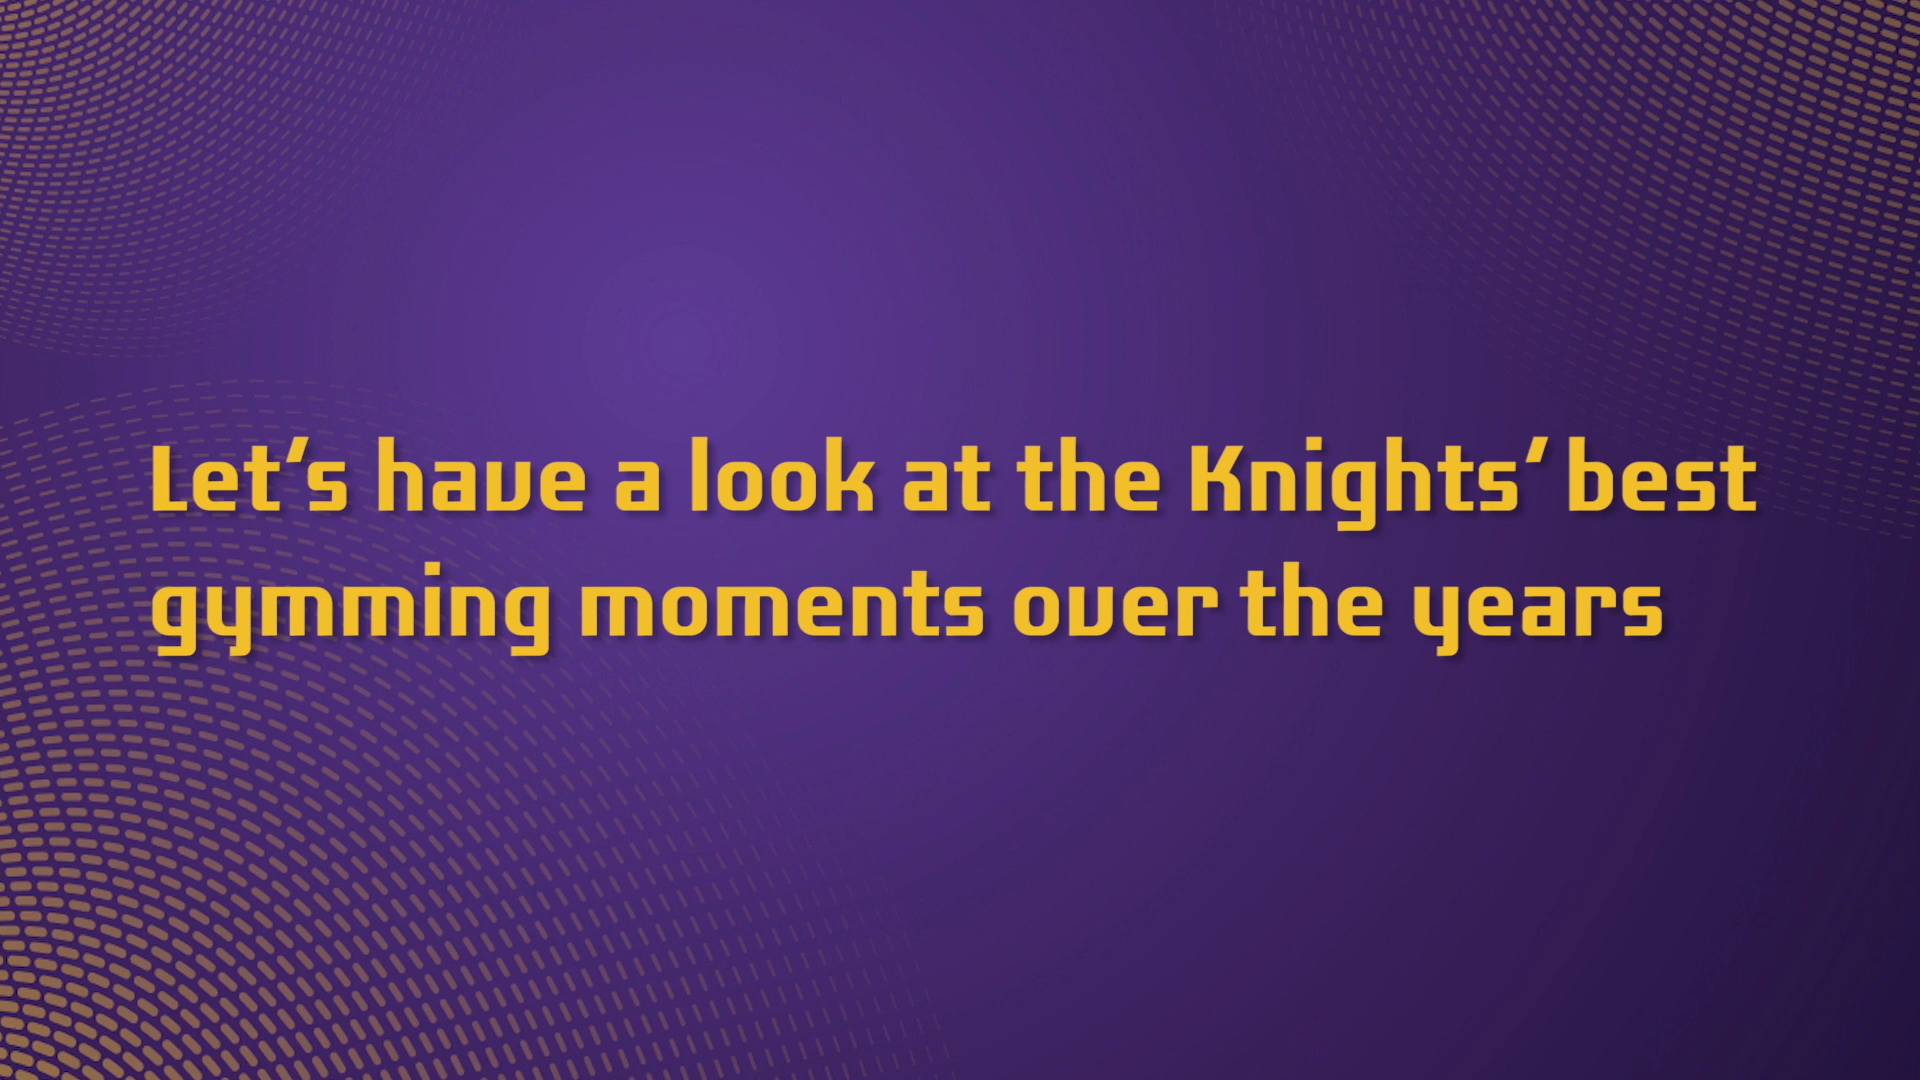 Let's have a look at the Knights' best
gymming moments over the years